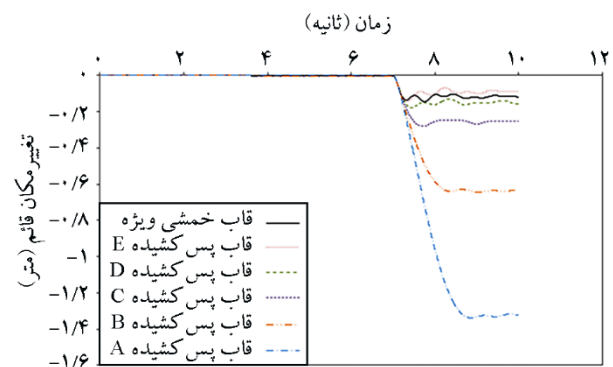 زمان (ثانیه)
۰ ۲ ۴ ۶ ۸ ۱۰ ۱۲
۰
-۰/۲
-۰/۴
-۰/۶
-۰/۸
-۱
-۱/۲
-۱/۴
-۱/۶
تغییر مکان قائم (متر)
قاب خمشی ویژه
قاب پس کشیده E
قاب پس کشیده D
قاب پس کشیده C
قاب پس کشیده B
قاب پس کشیده A